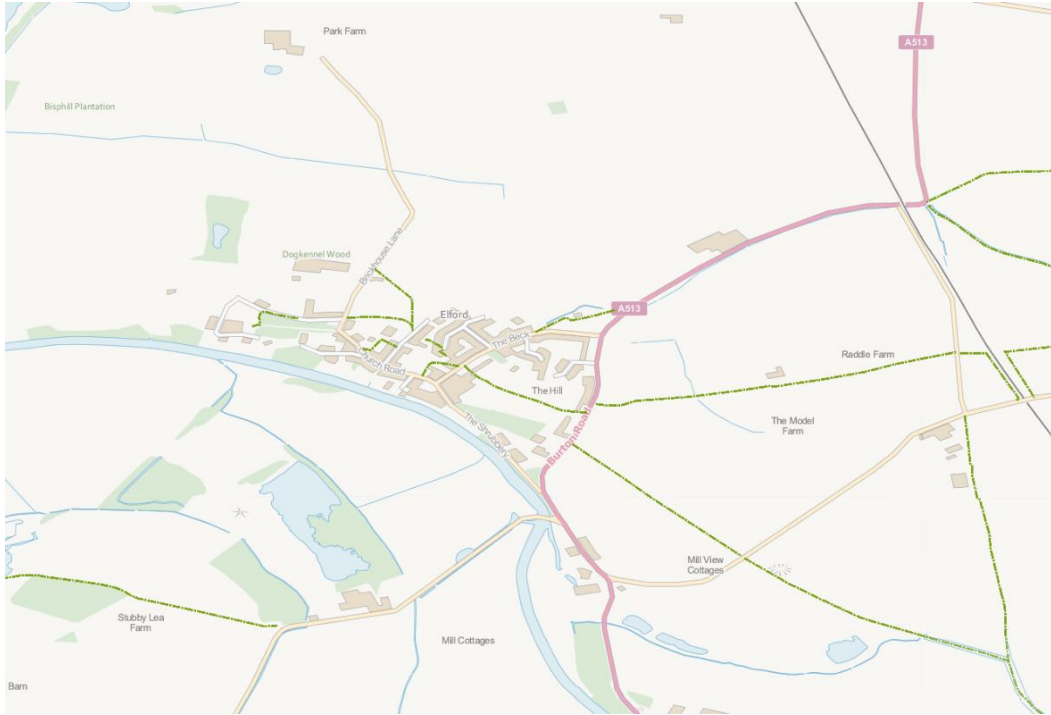 Park Farm
A513
Bisphill Plantation
Brickhouse Lane
Dogkennel Wood
Elford
A513
The Beck
Church Road
Raddle Farm
The Hill
The Shrubbery
Burton Road
The Model
Farm
Mill View
Cottages
Stubby Lea
Farm
Mill Cottages
Barn